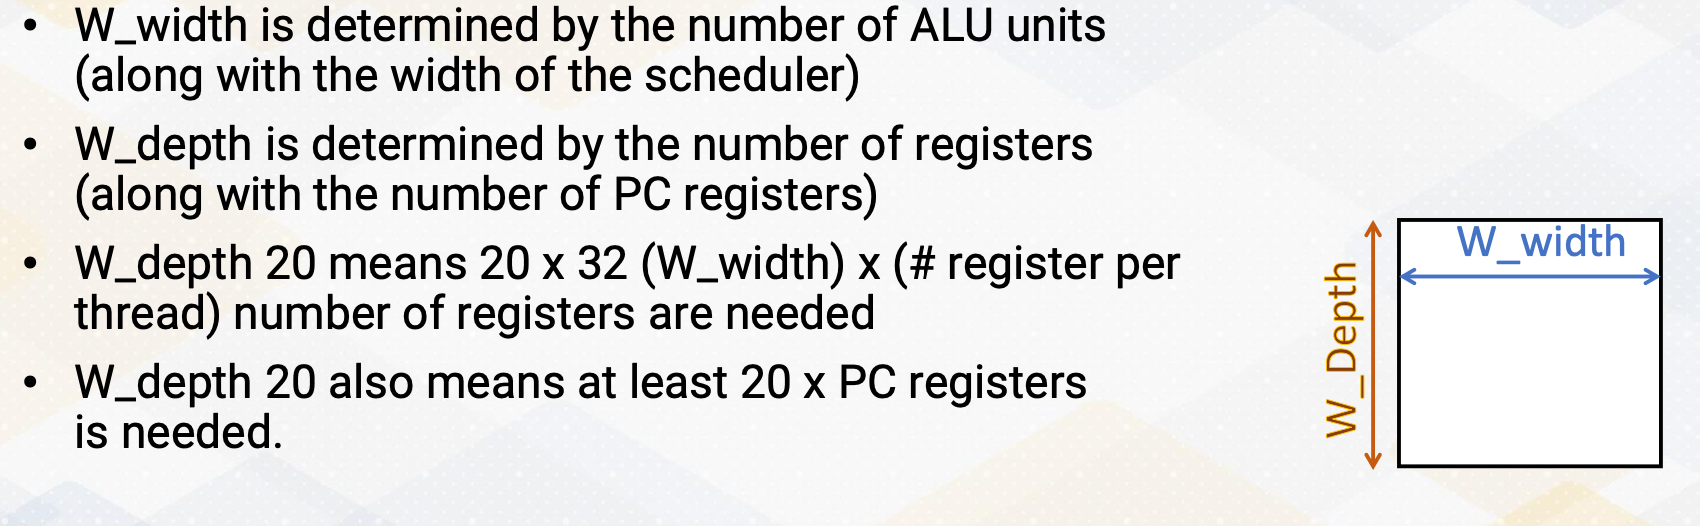 • W_width is determined by the number of ALU units
(along with the width of the scheduler)
• W_depth is determined by the number of registers
(along with the number of PC registers)
• W_depth 20 means 20 x 32 (W_width) x (# register per
thread) number of registers are needed
• W_depth 20 also means at least 20 x PC registers
is needed.
W_width
W_Depth